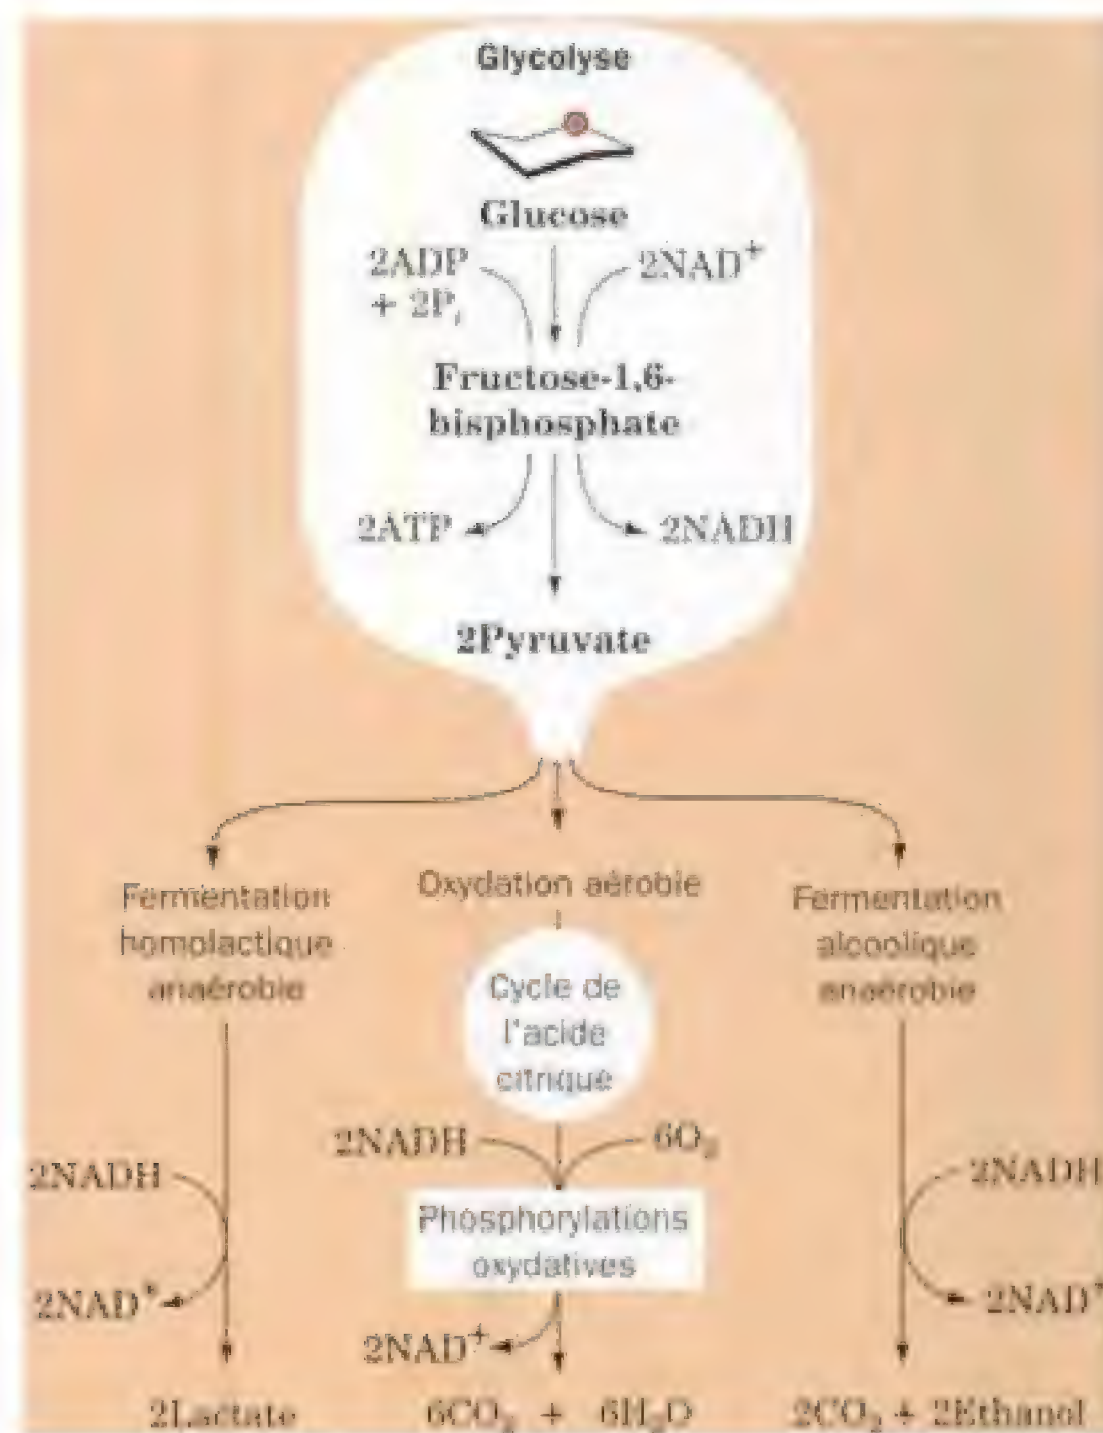 Glycolyse
Glucose
2ADP
+ 2Pi
2NAD+
Fructose-1,6-
bisphosphate
2ATP
2NADH
2Pyruvate
Fermentation
homolactique
anaérobie
Oxydation aérobie
Fermentation
alcoolique
anaérobie
Cycle de
l'acide
citrique
2NADH
6O2
2NADH
2NADH
Phosphorylations
oxydatives
2NAD+
2NAD+
2NAD+
2Lactate
6CO2 + 6H2O
2CO2 + 2Ethanol